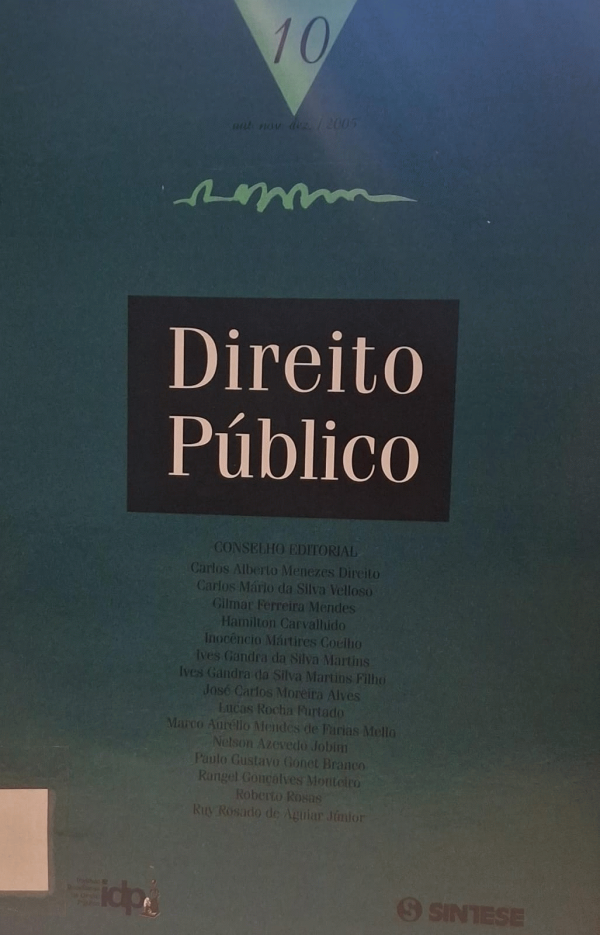 10
out. nov. dez. / 2005
Direito
Público
CONSELHO EDITORIAL
Carlos Alberto Menezes Direito
Carlos Mário da Silva Velloso
Gilmar Ferreira Mendes
Hamilton Carvalhido
Inocêncio Mártires Coelho
Ives Gandra da Silva Martins
Ives Gandra da Silva Martins Filho
José Carlos Moreira Alves
Lucas Rocha Furtado
Marco Aurélio Mendes de Farias Mello
Nelson Azevedo Jobim
Paulo Gustavo Gonet Branco
Rangel Gonçalves Monteiro
Roberto Rosas
Ruy Rosado de Aguiar Júnior
idp
SINTESE